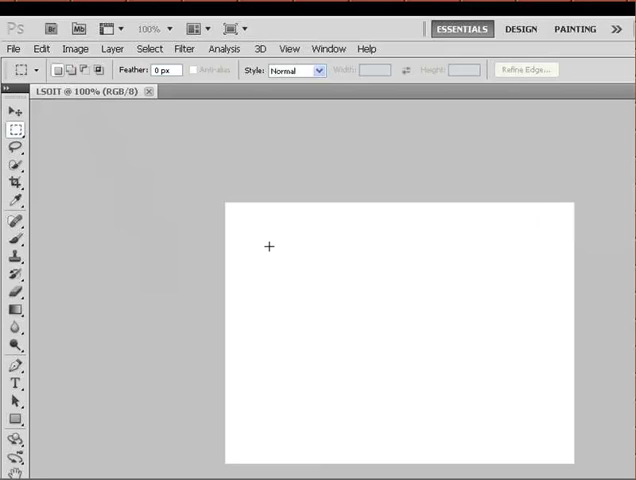 Ps Br Mb 100% ESSENTIALS DESIGN PAINTING >>
File Edit Image Layer Select Filter Analysis 3D View Window Help
Feather: 0 px Anti-alias Style: Normal Width: Height: Refine Edge...
LSOIT @ 100% (RGB/8)
T